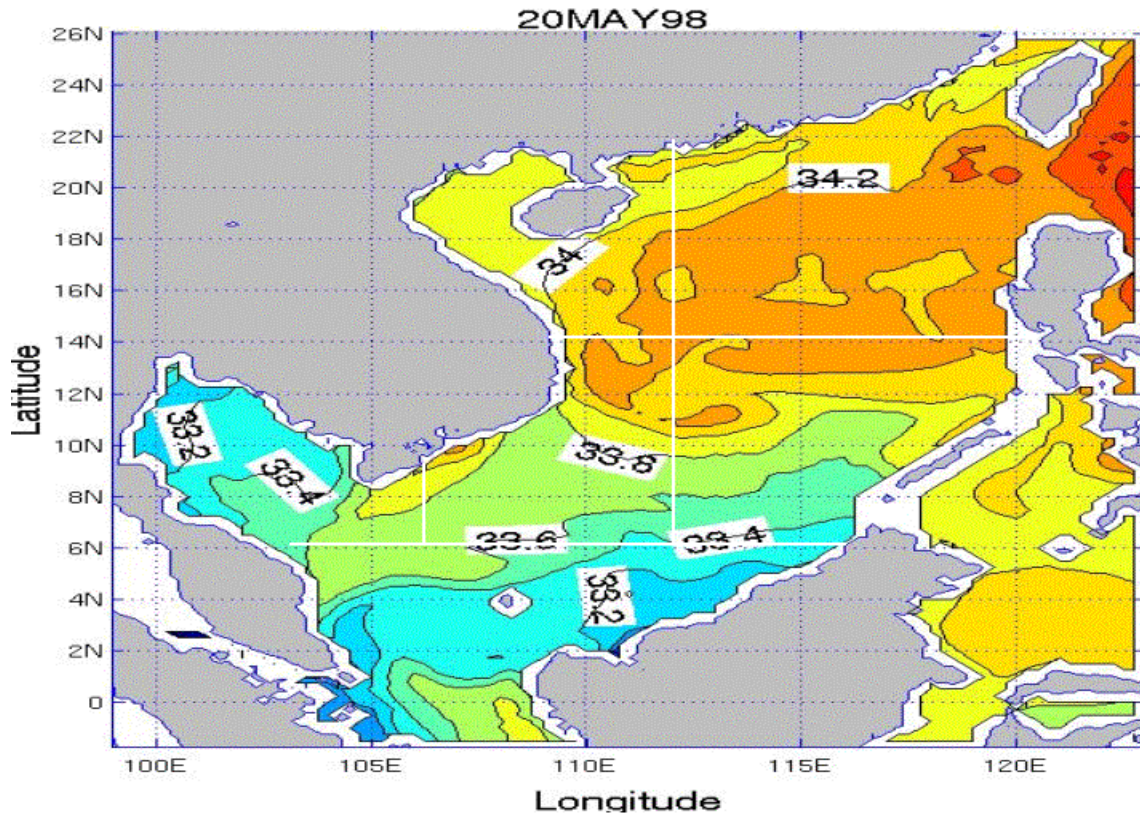 20MAY98
26N
24N
22N
20N
18N
16N
14N
12N
10N
8N
6N
4N
2N
0
Latitude
34.2
34
33.2
33.4
33.8
33.6
33.4
33.2
100E 105E 110E 115E 120E
Longitude